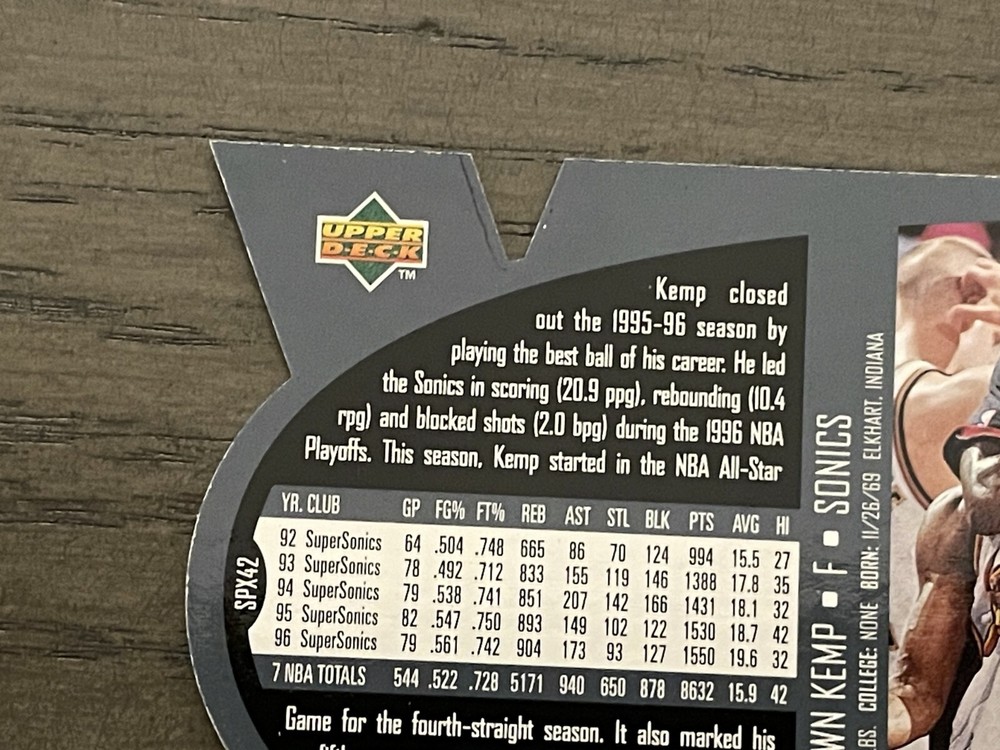 UPPER
D·E·C·K
TM
Kemp closed
out the 1995-96 season by
playing the best ball of his career. He led
the Sonics in scoring (20.9 ppg), rebounding (10.4
rpg) and blocked shots (2.0 bpg) during the 1996 NBA
Playoffs. This season, Kemp started in the NBA All-Star
YR. CLUB GP FG% FT% REB AST STL BLK PTS AVG HI
92 SuperSonics 64 .504 .748 665 86 70 124 994 15.5 27
93 SuperSonics 78 .492 .712 833 155 119 146 1388 17.8 35
94 SuperSonics 79 .538 .741 851 207 142 166 1431 18.1 32
95 SuperSonics 82 .547 .750 893 149 102 122 1530 18.7 42
96 SuperSonics 79 .561 .742 904 173 93 127 1550 19.6 32
7 NBA TOTALS 544 .522 .728 5171 940 650 878 8632 15.9 42
Game for the fourth-straight season. It also marked his
SPX42
WN KEMP ▪ F ▪ SONICS
BS. COLLEGE: NONE BORN: 11/26/69 ELKHART, INDIANA